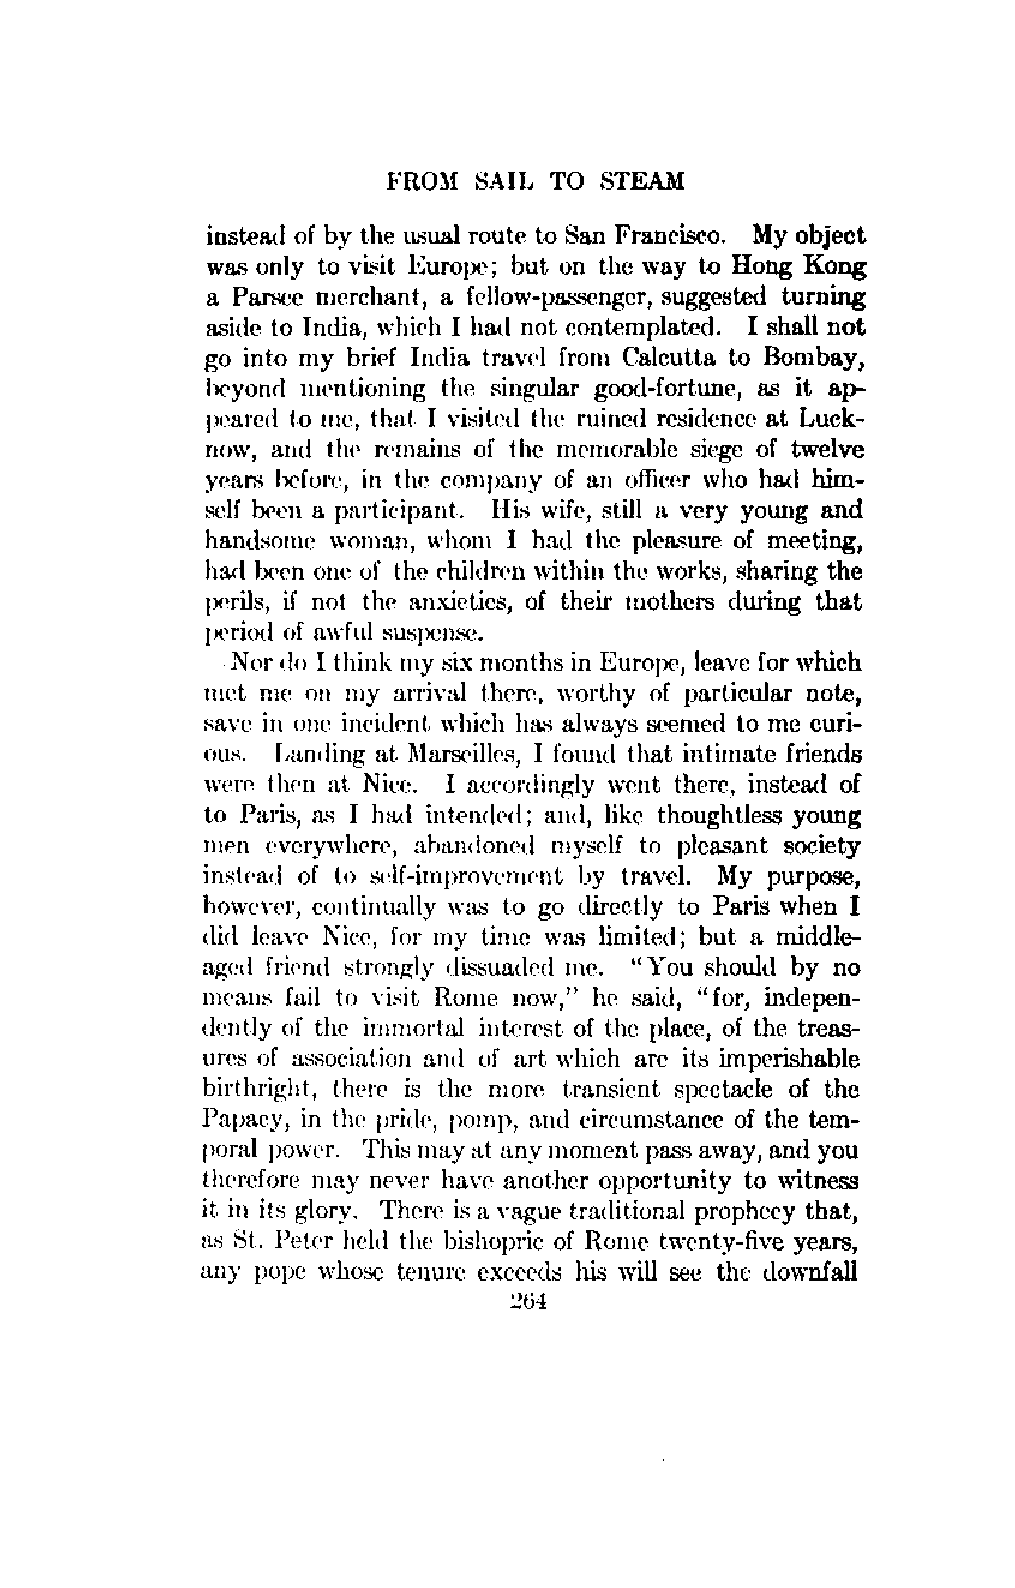 FROM SAIL TO STEAM
instead of by the usual route to San Francisco. My object
was only to visit Europe; but on the way to Hong Kong
a Parsee merchant, a fellow-passenger, suggested turning
aside to India, which I had not contemplated. I shall not
go into my brief India travel from Calcutta to Bombay,
beyond mentioning the singular good-fortune, as it ap-
peared to me, that I visited the ruined residence at Luck-
now, and the remains of the memorable siege of twelve
years before, in the company of an officer who had him-
self been a participant. His wife, still a very young and
handsome woman, whom I had the pleasure of meeting,
had been one of the children within the works, sharing the
perils, if not the anxieties, of their mothers during that
period of awful suspense.
Nor do I think my six months in Europe, leave for which
met me on my arrival there, worthy of particular note,
save in one incident which has always seemed to me curi-
ous. Landing at Marseilles, I found that intimate friends
were then at Nice. I accordingly went there, instead of
to Paris, as I had intended; and, like thoughtless young
men everywhere, abandoned myself to pleasant society
instead of to self-improvement by travel. My purpose,
however, continually was to go directly to Paris when I
did leave Nice, for my time was limited; but a middle-
aged friend strongly dissuaded me. "You should by no
means fail to visit Rome now," he said, "for, indepen-
dently of the immortal interest of the place, of the treas-
ures of association and of art which are its imperishable
birthright, there is the more transient spectacle of the
Papacy, in the pride, pomp, and circumstance of the tem-
poral power. This may at any moment pass away, and you
therefore may never have another opportunity to witness
it in its glory. There is a vague traditional prophecy that,
as St. Peter held the bishopric of Rome twenty-five years,
any pope whose tenure exceeds his will see the downfall
264